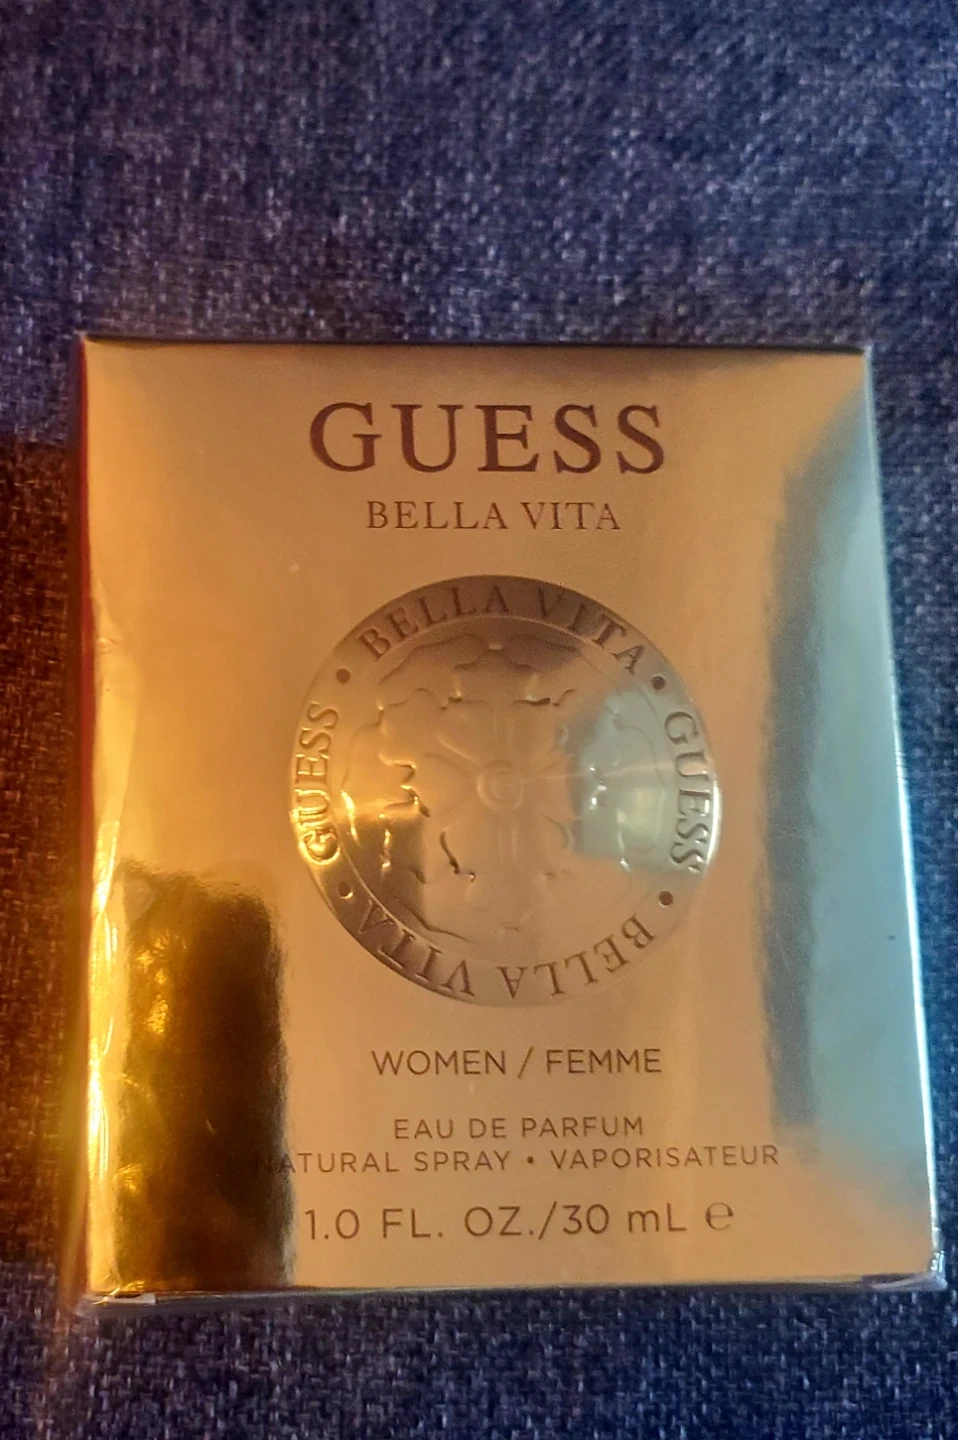 GUESS
BELLA VITA
BELLA VITA • GUESS • BELLA VITA • GUESS •
WOMEN / FEMME
EAU DE PARFUM
NATURAL SPRAY • VAPORISATEUR
1.0 FL. OZ./30 mL ℮